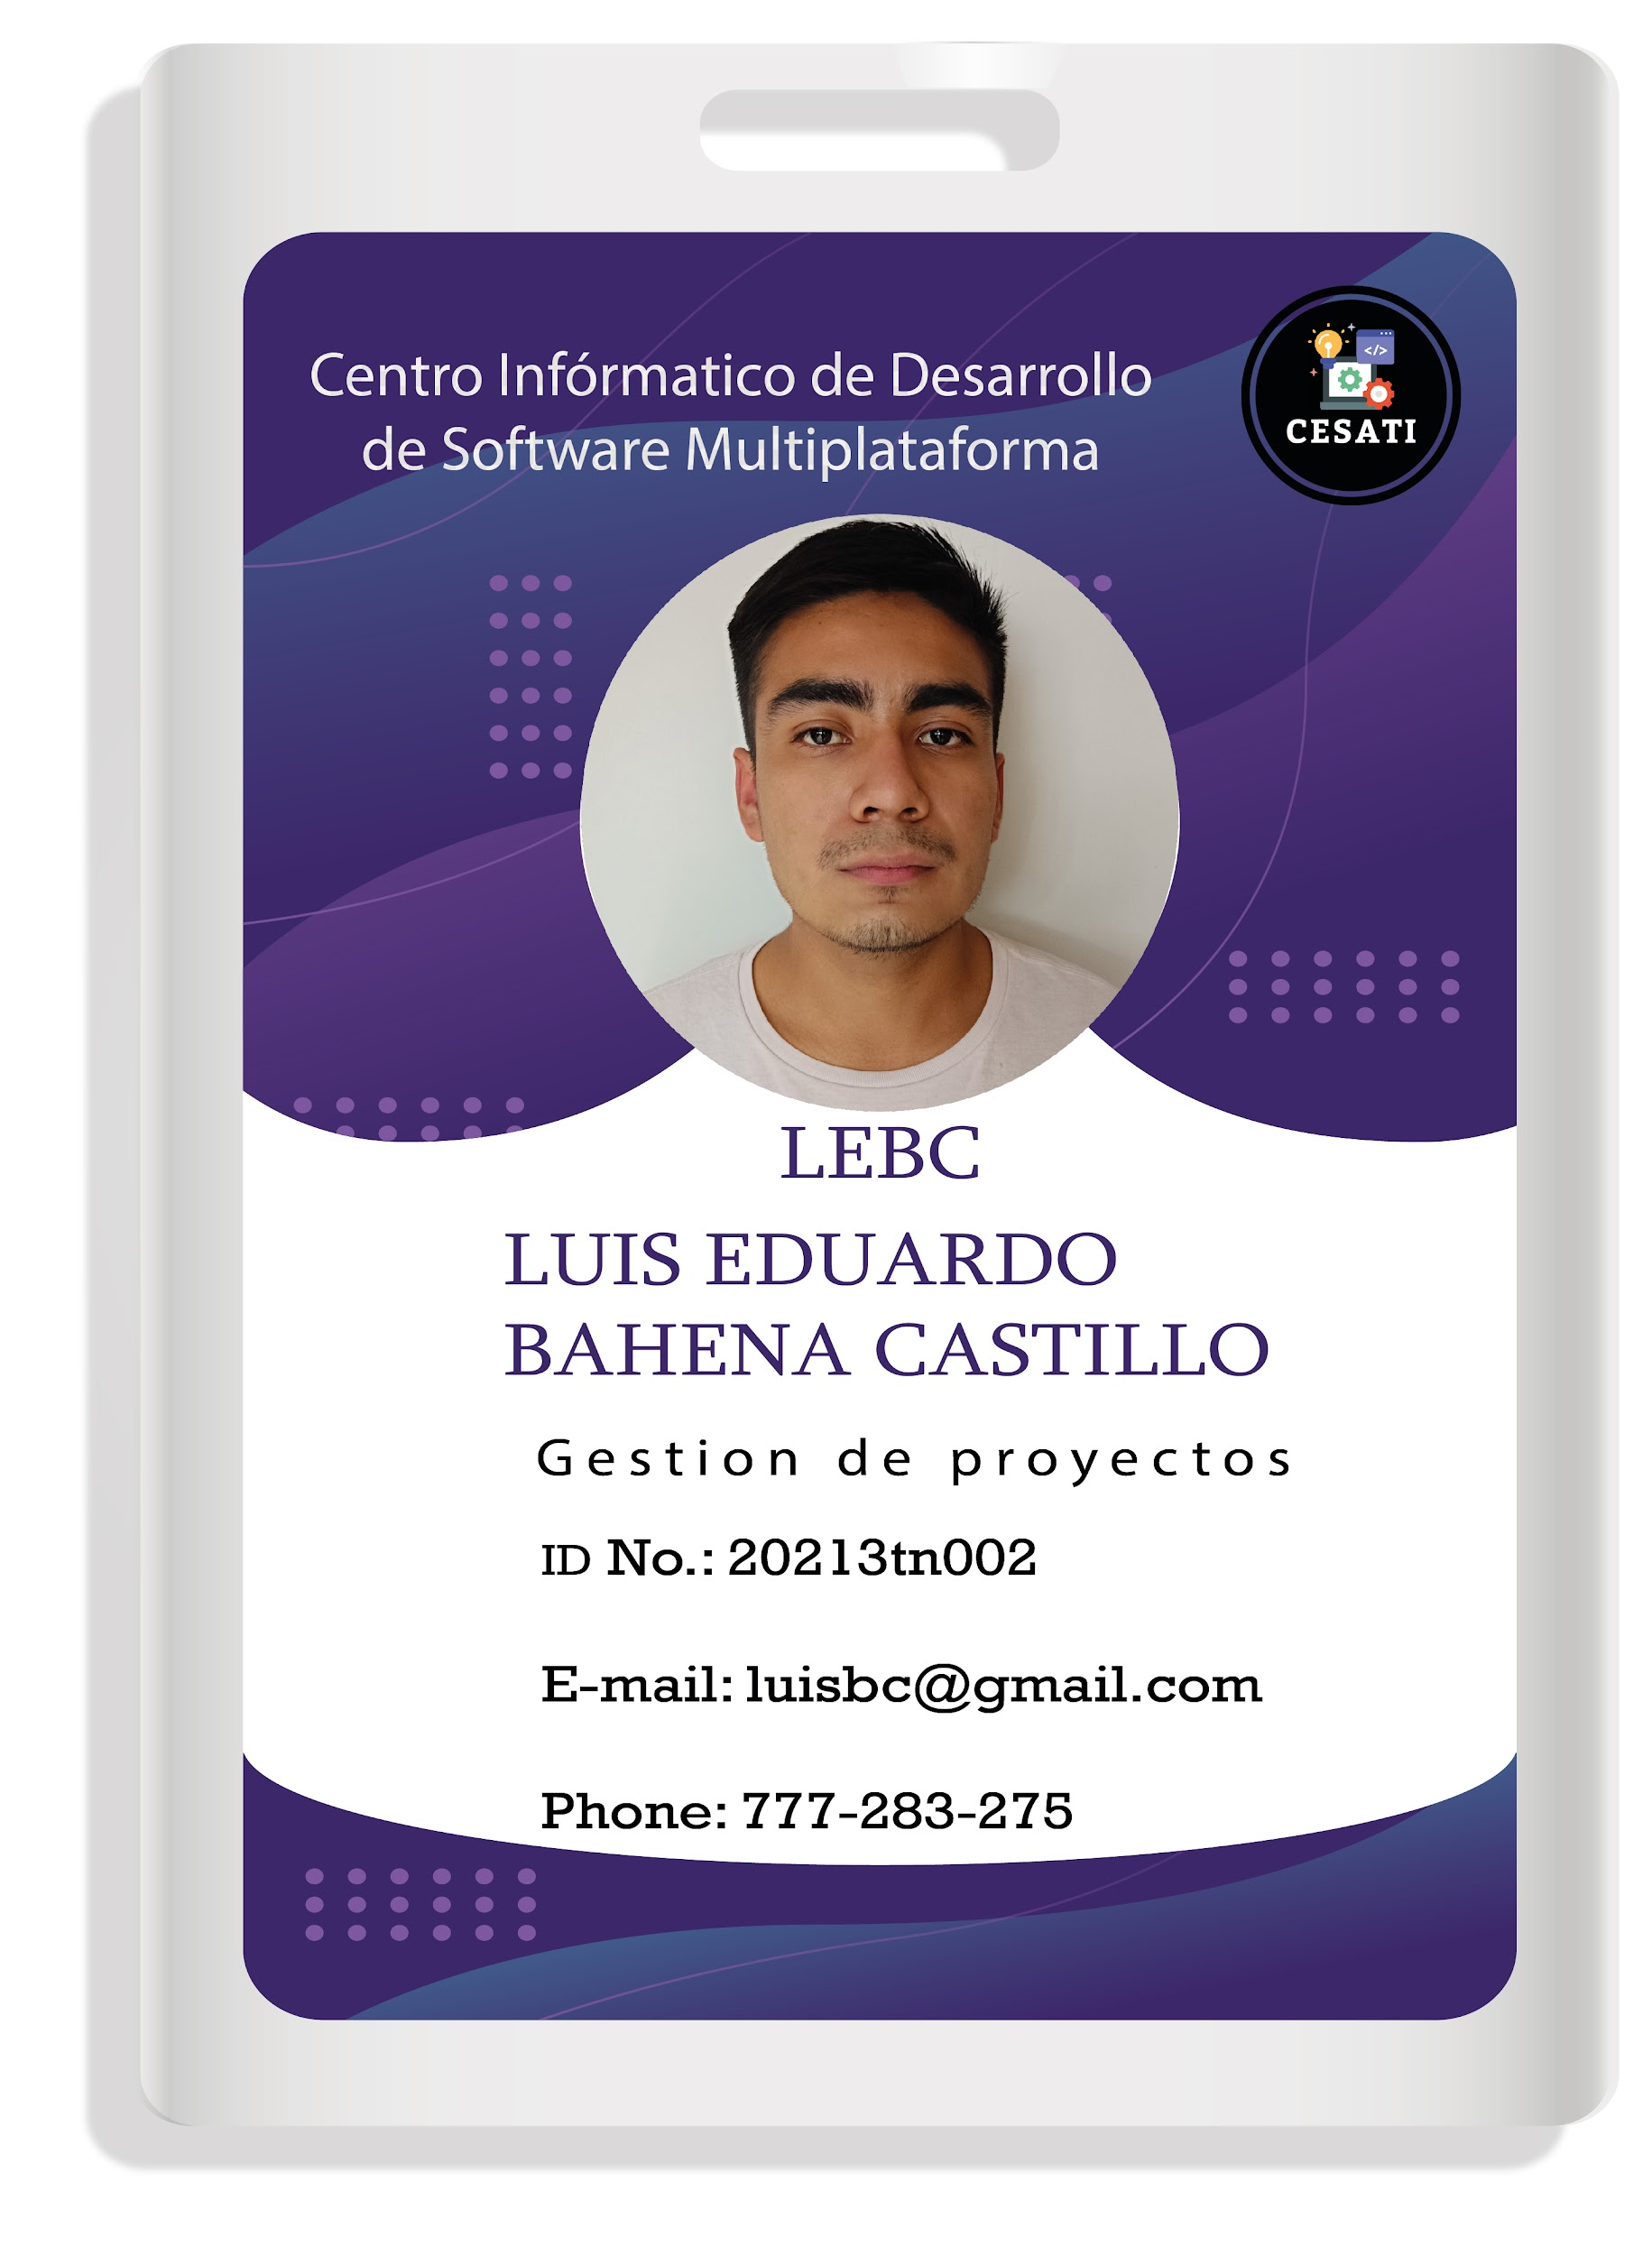 Centro Infórmatico de Desarrollo
de Software Multiplataforma
</>
CESATI
LEBC
LUIS EDUARDO
BAHENA CASTILLO
Gestion de proyectos
ID No.: 20213tn002
E-mail: luisbc@gmail.com
Phone: 777-283-275